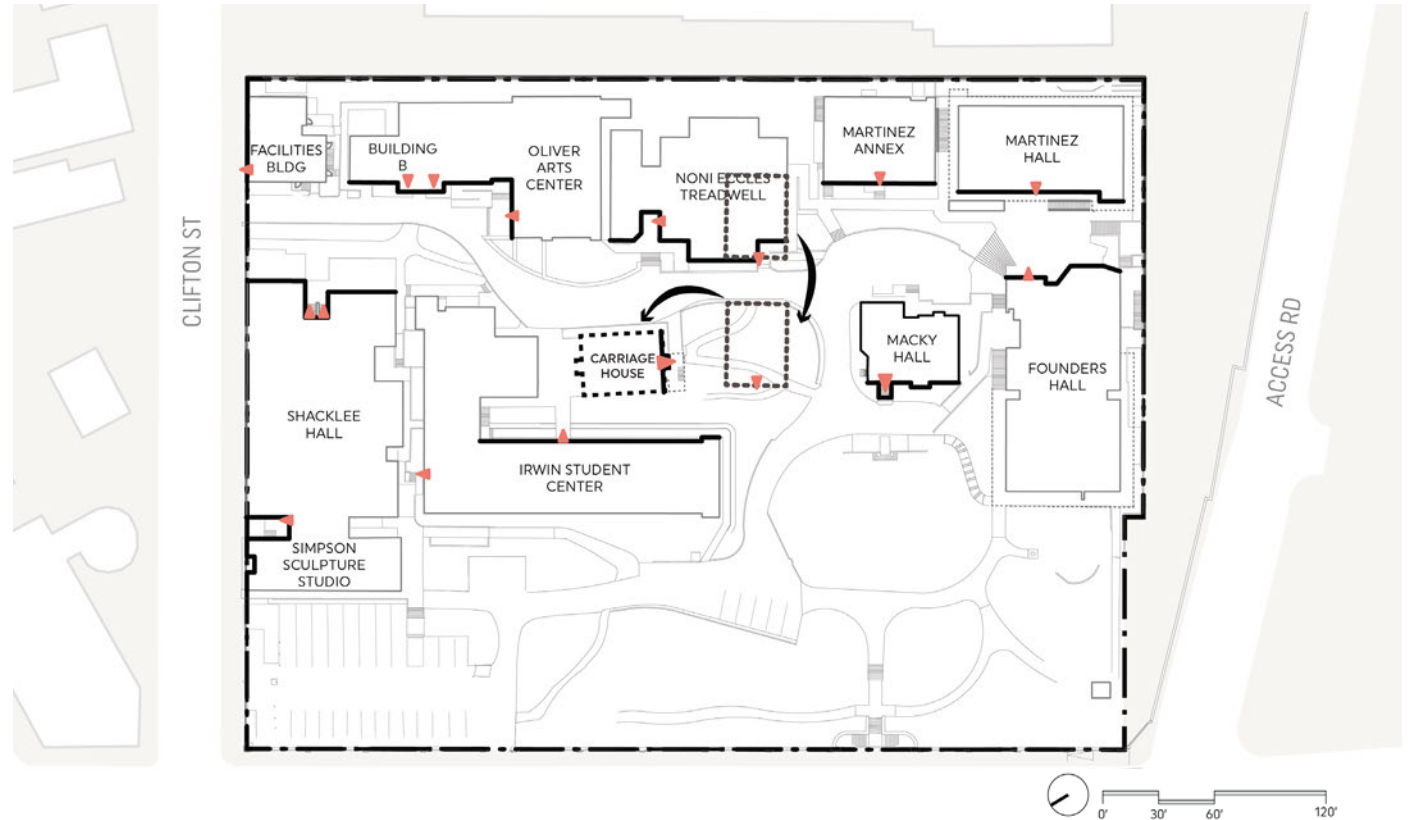 FACILITIES
BLDG
BUILDING
B
OLIVER
ARTS
CENTER
NONI ECCLES
TREADWELL
MARTINEZ
ANNEX
MARTINEZ
HALL
CLIFTON ST
CARRIAGE
HOUSE
MACKY
HALL
FOUNDERS
HALL
ACCESS RD
SHACKLEE
HALL
IRWIN STUDENT
CENTER
SIMPSON
SCULPTURE
STUDIO
0' 30' 60' 120'